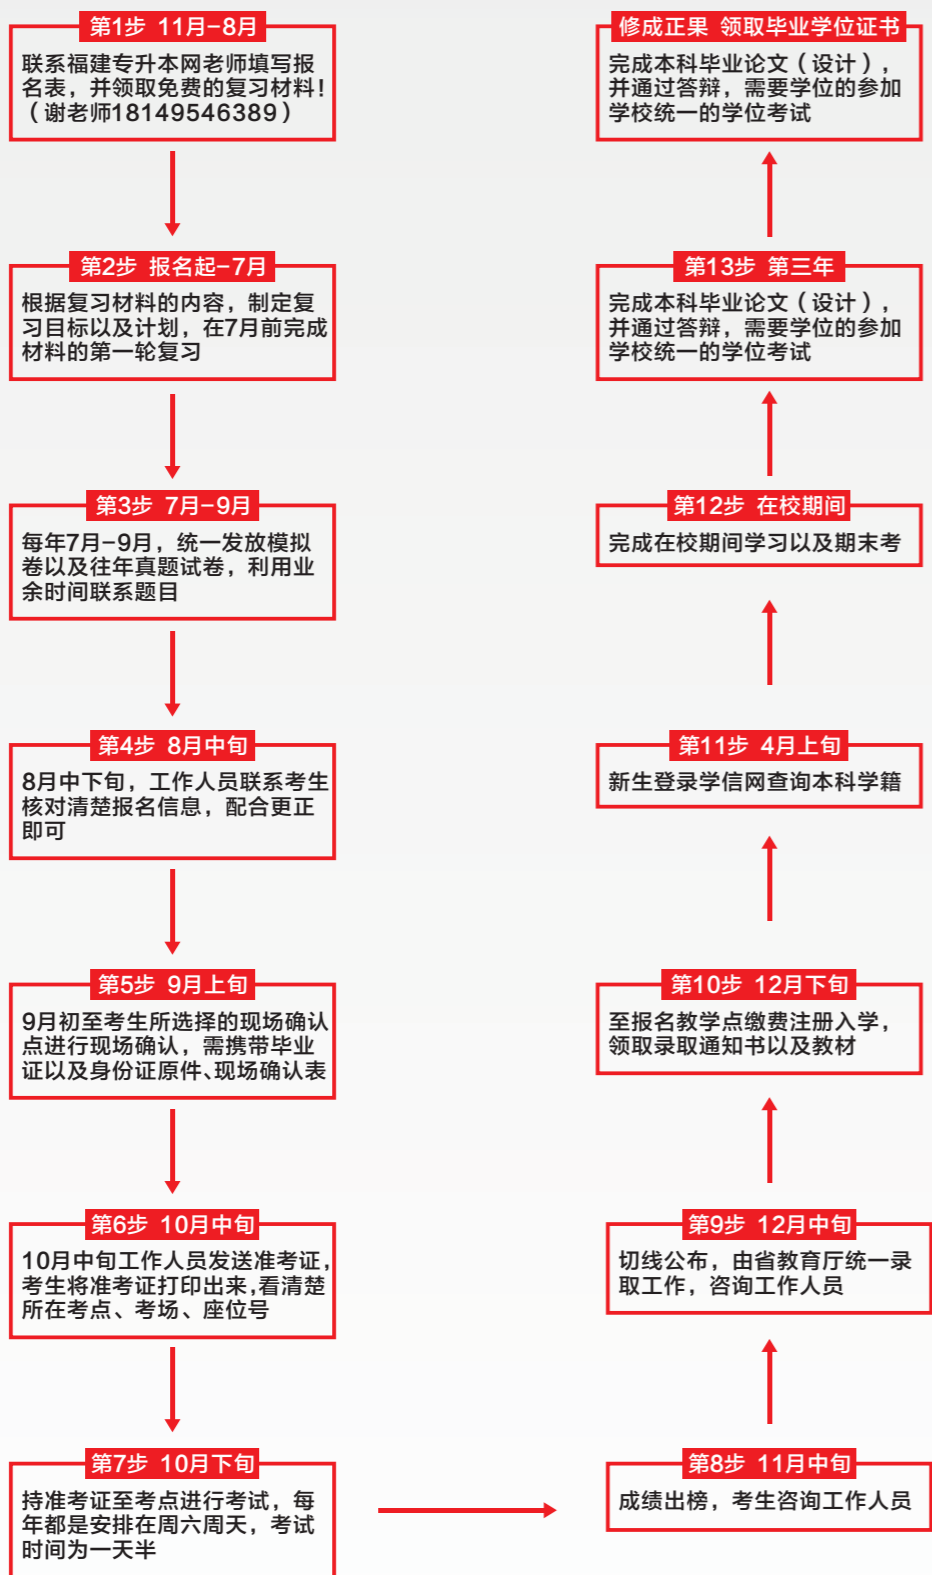 第1步 11月-8月
联系福建专升本网老师填写报
名表，并领取免费的复习材料！
（谢老师18149546389）
第2步 报名起-7月
根据复习材料的内容，制定复
习目标以及计划，在7月前完成
材料的第一轮复习
第3步 7月-9月
每年7月-9月，统一发放模拟
卷以及往年真题试卷，利用业
余时间联系题目
第4步 8月中旬
8月中下旬，工作人员联系考生
核对清楚报名信息，配合更正
即可
第5步 9月上旬
9月初至考生所选择的现场确认
点进行现场确认，需携带毕业
证以及身份证原件、现场确认表
第6步 10月中旬
10月中旬工作人员发送准考证，
考生将准考证打印出来，看清楚
所在考点、考场、座位号
第7步 10月下旬
持准考证至考点进行考试，每
年都是安排在周六周天，考试
时间为一天半
第8步 11月中旬
成绩出榜，考生咨询工作人员
第9步 12月中旬
切线公布，由省教育厅统一录
取工作，咨询工作人员
第10步 12月下旬
至报名教学点缴费注册入学，
领取录取通知书以及教材
第11步 4月上旬
新生登录学信网查询本科学籍
第12步 在校期间
完成在校期间学习以及期末考
第13步 第三年
完成本科毕业论文（设计），
并通过答辩，需要学位的参加
学校统一的学位考试
修成正果 领取毕业学位证书
完成本科毕业论文（设计），
并通过答辩，需要学位的参加
学校统一的学位考试